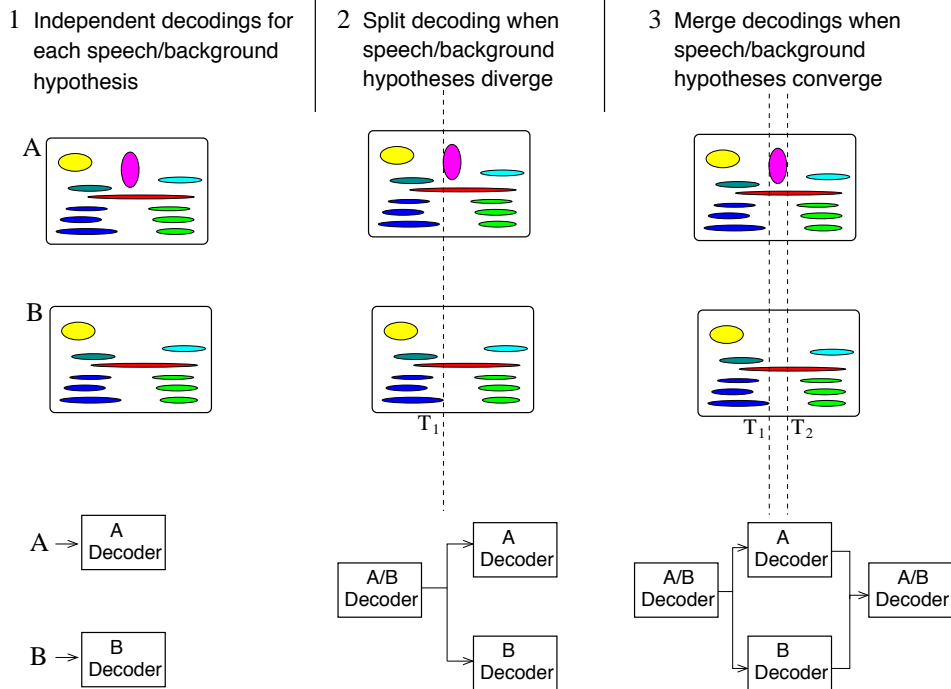 1 Independent decodings for
each speech/background
hypothesis
2 Split decoding when
speech/background
hypotheses diverge
3 Merge decodings when
speech/background
hypotheses converge
A
B
T1
T1 T2
A
A
Decoder
B
B
Decoder
A/B
Decoder
A
Decoder
B
Decoder
A/B
Decoder
A
Decoder
B
Decoder
A/B
Decoder